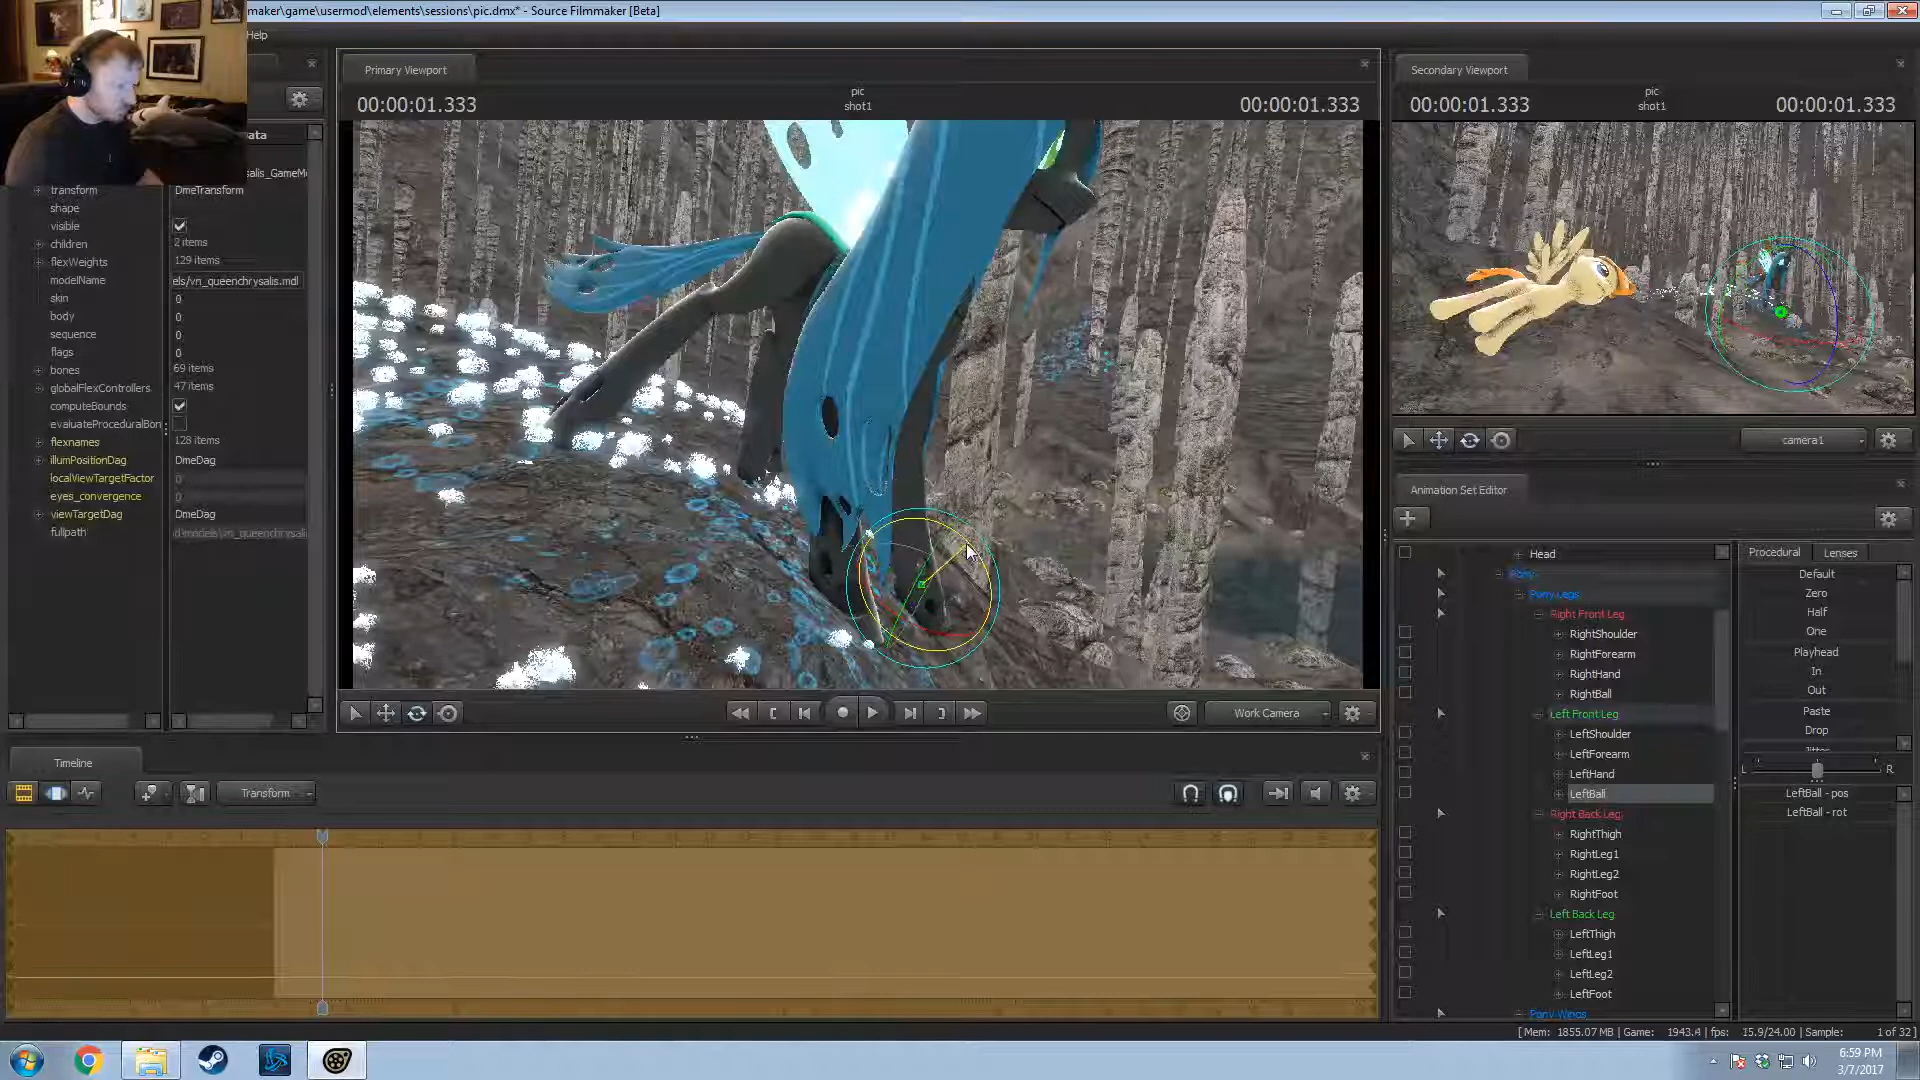 maker\game\usermod\elements\sessions\pic.dmx* - Source Filmmaker [Beta]
Help
Primary Viewport
Secondary Viewport
00:00:01.333
pic
shot1
00:00:01.333
00:00:01.333
pic
shot1
00:00:01.333
ata
salis_GameMo
transform
DmeTransform
shape
visible
children
2 items
flexWeights
129 items
modelName
els/vn_queenchrysalis.mdl
skin
0
body
0
sequence
0
flags
0
bones
69 items
globalFlexControllers
47 items
computeBounds
evaluateProceduralBon
flexnames
128 items
illumPositionDag
DmeDag
localViewTargetFactor
0
eyes_convergence
0
viewTargetDag
DmeDag
fullpath
d\models\vn_queenchrysali
Work Camera
camera1
Animation Set Editor
Procedural
Lenses
Head
Pony
Pony Legs
Right Front Leg
RightShoulder
RightForearm
RightHand
RightBall
Left Front Leg
LeftShoulder
LeftForearm
LeftHand
LeftBall
Right Back Leg
RightThigh
RightLeg1
RightLeg2
RightFoot
Left Back Leg
LeftThigh
LeftLeg1
LeftLeg2
LeftFoot
Pony Wings
Default
Zero
Half
One
Playhead
In
Out
Paste
Drop
Jitter
L
R
LeftBall - pos
LeftBall - rot
Timeline
Transform
[ Mem: 1855.07 MB | Game: 1943.4 | fps: 15.9/24.00 | Sample: 1 of 32 ]
6:59 PM
3/7/2017